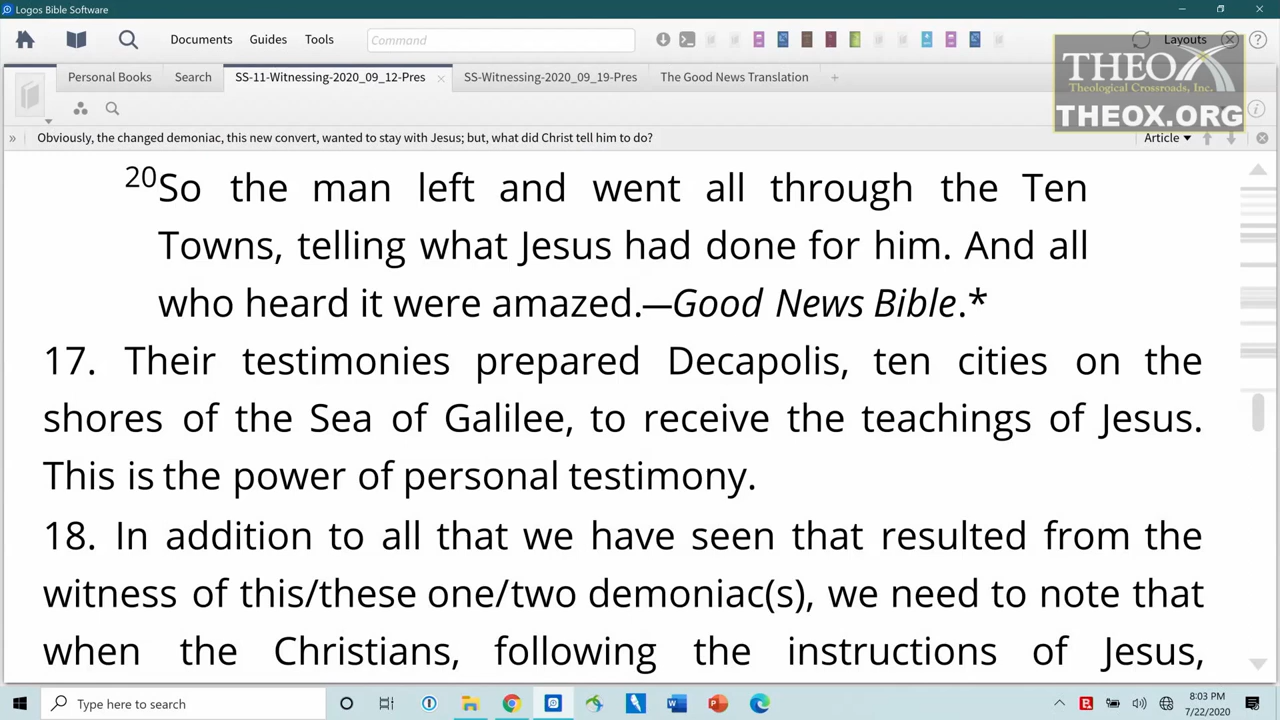 Logos Bible Software
Documents Guides Tools Command Layouts
THEOX
Theological Crossroads, Inc.
THEOX.ORG
Personal Books Search SS-11-Witnessing-2020_09_12-Pres SS-Witnessing-2020_09_19-Pres The Good News Translation
Obviously, the changed demoniac, this new convert, wanted to stay with Jesus; but, what did Christ tell him to do? Article
20So the man left and went all through the Ten
Towns, telling what Jesus had done for him. And all
who heard it were amazed.—Good News Bible.*
17. Their testimonies prepared Decapolis, ten cities on the
shores of the Sea of Galilee, to receive the teachings of Jesus.
This is the power of personal testimony.
18. In addition to all that we have seen that resulted from the
witness of this/these one/two demoniac(s), we need to note that
when the Christians, following the instructions of Jesus,
Type here to search
8:03 PM
7/22/2020